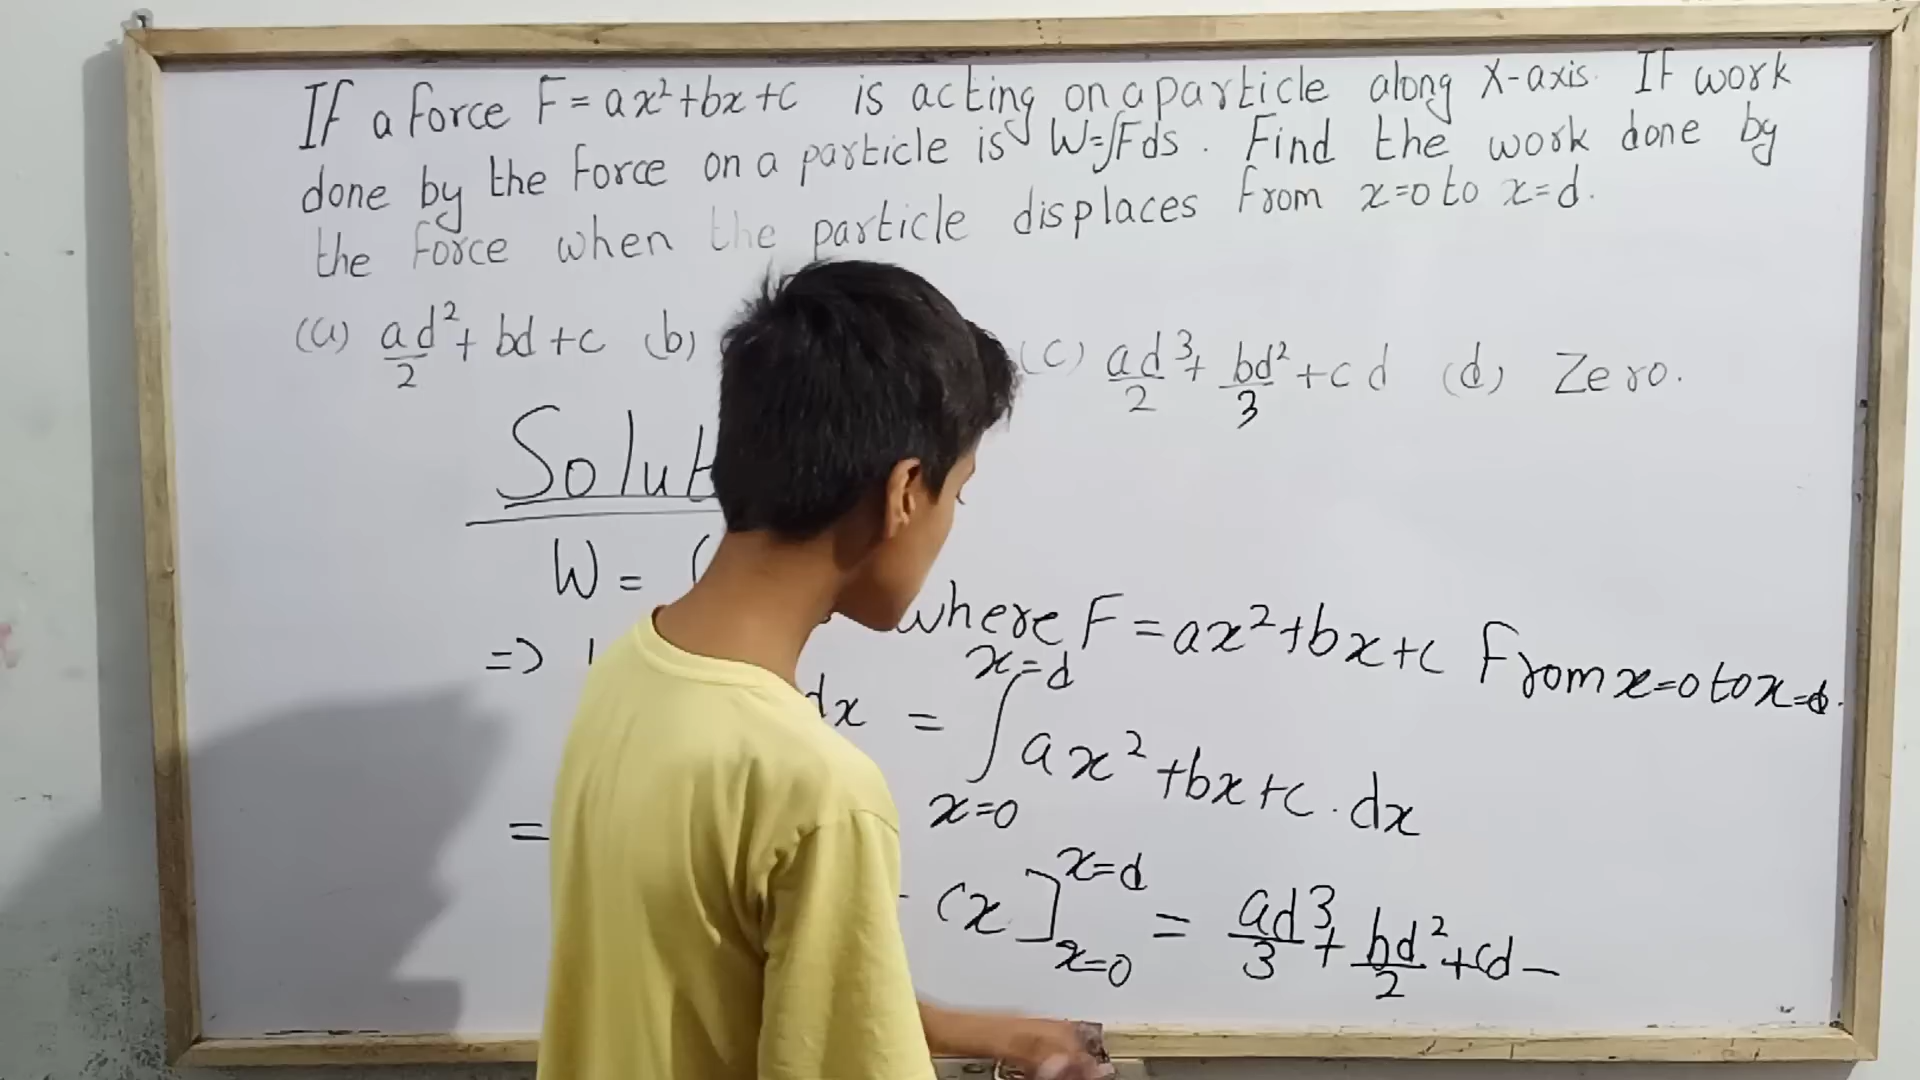 If a force F = ax²+bx+c is acting on a particle along X-axis. If work
done by the force on a particle is W=∫Fds. Find the work done by
the force when the particle displaces from x=0 to x=d.
(a) ad²/2 + bd + c (b) (c) ad³/2 + bd²/3 + cd (d) Zero.
W = where F = ax²+bx+c from x=0 to x=d.
=> dx = ∫ x=d x=0 ax²+bx+c.dx
= cx] x=d x=0 = ad³/3 + bd²/2 + cd –